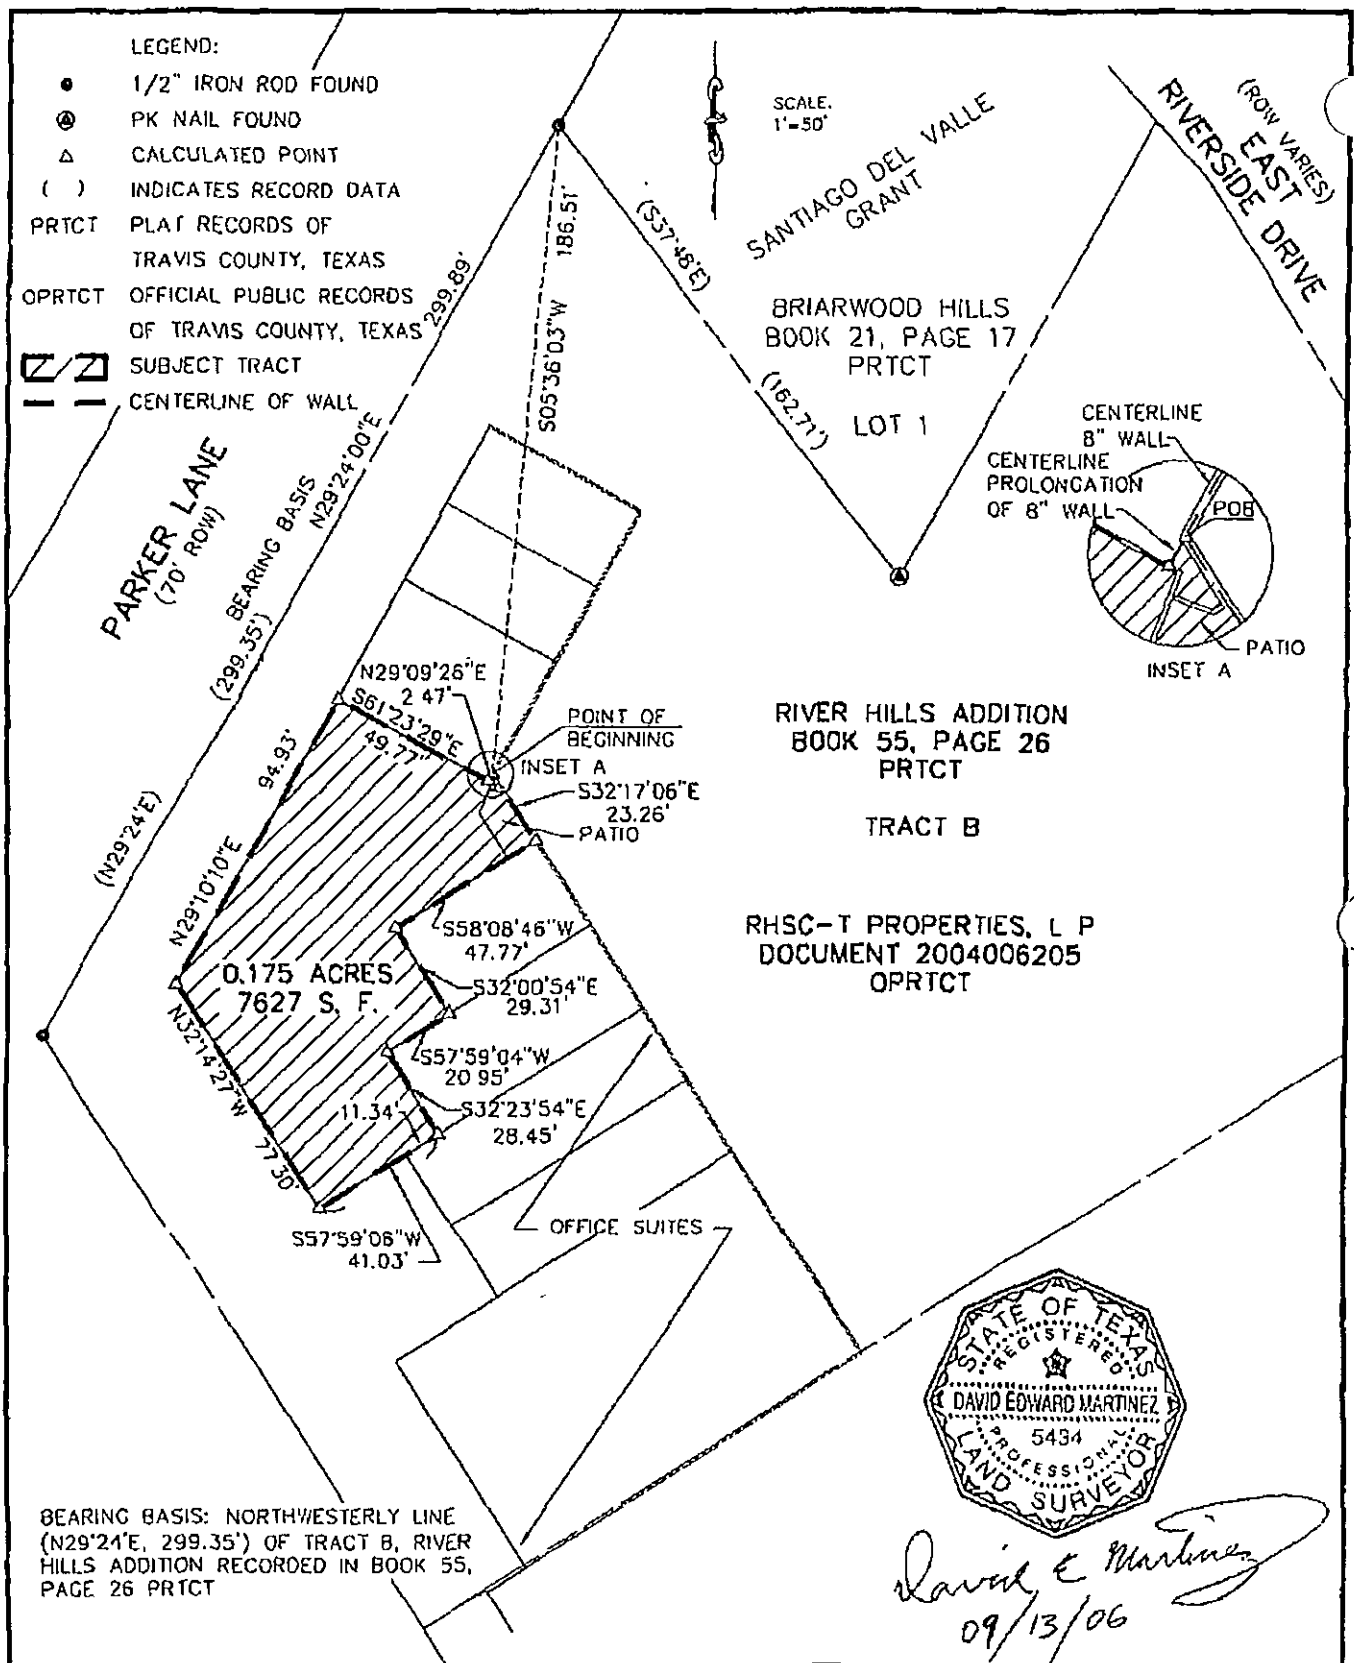 LEGEND:
1/2" IRON ROD FOUND
PK NAIL FOUND
CALCULATED POINT
( ) INDICATES RECORD DATA
PRTCT PLAT RECORDS OF
TRAVIS COUNTY, TEXAS
OPRTCT OFFICIAL PUBLIC RECORDS
OF TRAVIS COUNTY, TEXAS
SUBJECT TRACT
CENTERLINE OF WALL
SCALE.
1'=50'
SANTIAGO DEL VALLE
GRANT
(ROW VARIES)
EAST
RIVERSIDE DRIVE
BRIARWOOD HILLS
BOOK 21, PAGE 17
PRTCT
LOT 1
(S37°48'E)
(162.71')
186.51'
S05°36'03"W
299.89'
N29°24'00"E
BEARING BASIS
(299.35')
(N29°24'E)
PARKER LANE
(70' ROW)
CENTERLINE
8" WALL
CENTERLINE
PROLONGATION
OF 8" WALL
POB
PATIO
INSET A
N29°09'26"E
2 47'
S61°23'29"E
49.77'
POINT OF
BEGINNING
INSET A
S32°17'06"E
23.26'
PATIO
94.93'
N29°10'10"E
RIVER HILLS ADDITION
BOOK 55, PAGE 26
PRTCT
TRACT B
RHSC-T PROPERTIES, L P
DOCUMENT 2004006205
OPRTCT
S58°08'46"W
47.77'
0.175 ACRES
7627 S. F.
S32°00'54"E
29.31'
S57°59'04"W
20 95'
N32°14'27"W
77 30'
11.34'
S32°23'54"E
28.45'
S57°59'06"W
41.03'
OFFICE SUITES
STATE OF TEXAS
REGISTERED
DAVID EDWARD MARTINEZ
5434
PROFESSIONAL
LAND SURVEYOR
BEARING BASIS: NORTHWESTERLY LINE
(N29°24'E, 299.35') OF TRACT B, RIVER
HILLS ADDITION RECORDED IN BOOK 55,
PAGE 26 PRTCT
David E Martinez
09/13/06